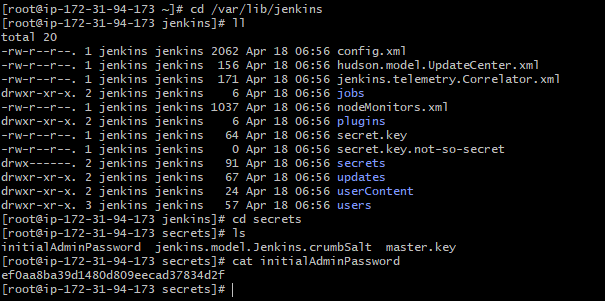 [root@ip-172-31-94-173 ~]# cd /var/lib/jenkins
[root@ip-172-31-94-173 jenkins]# ll
total 20
-rw-r--r--. 1 jenkins jenkins 2062 Apr 18 06:56 config.xml
-rw-r--r--. 1 jenkins jenkins  156 Apr 18 06:56 hudson.model.UpdateCenter.xml
-rw-r--r--. 1 jenkins jenkins  171 Apr 18 06:56 jenkins.telemetry.Correlator.xml
drwxr-xr-x. 2 jenkins jenkins    6 Apr 18 06:56 jobs
-rw-r--r--. 1 jenkins jenkins 1037 Apr 18 06:56 nodeMonitors.xml
drwxr-xr-x. 2 jenkins jenkins    6 Apr 18 06:56 plugins
-rw-r--r--. 1 jenkins jenkins   64 Apr 18 06:56 secret.key
-rw-r--r--. 1 jenkins jenkins    0 Apr 18 06:56 secret.key.not-so-secret
drwx------. 2 jenkins jenkins   91 Apr 18 06:56 secrets
drwxr-xr-x. 2 jenkins jenkins   67 Apr 18 06:56 updates
drwxr-xr-x. 2 jenkins jenkins   24 Apr 18 06:56 userContent
drwxr-xr-x. 3 jenkins jenkins   57 Apr 18 06:56 users
[root@ip-172-31-94-173 jenkins]# cd secrets
[root@ip-172-31-94-173 secrets]# ls
initialAdminPassword  jenkins.model.Jenkins.crumbSalt  master.key
[root@ip-172-31-94-173 secrets]# cat initialAdminPassword
ef0aa8ba39d1480d809eecad37834d2f
[root@ip-172-31-94-173 secrets]#